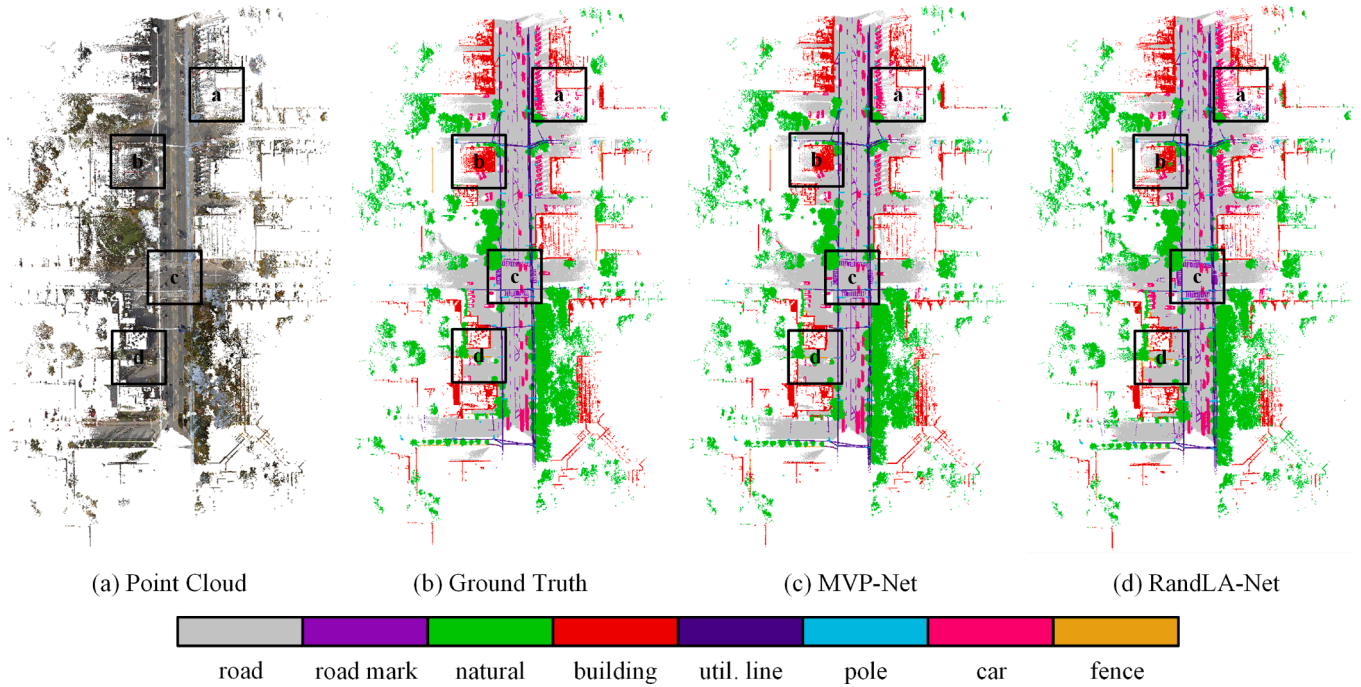 a a a a
b b b b
c c c c
d d d d
(a) Point Cloud (b) Ground Truth (c) MVP-Net (d) RandLA-Net
road road mark natural building util. line pole car fence